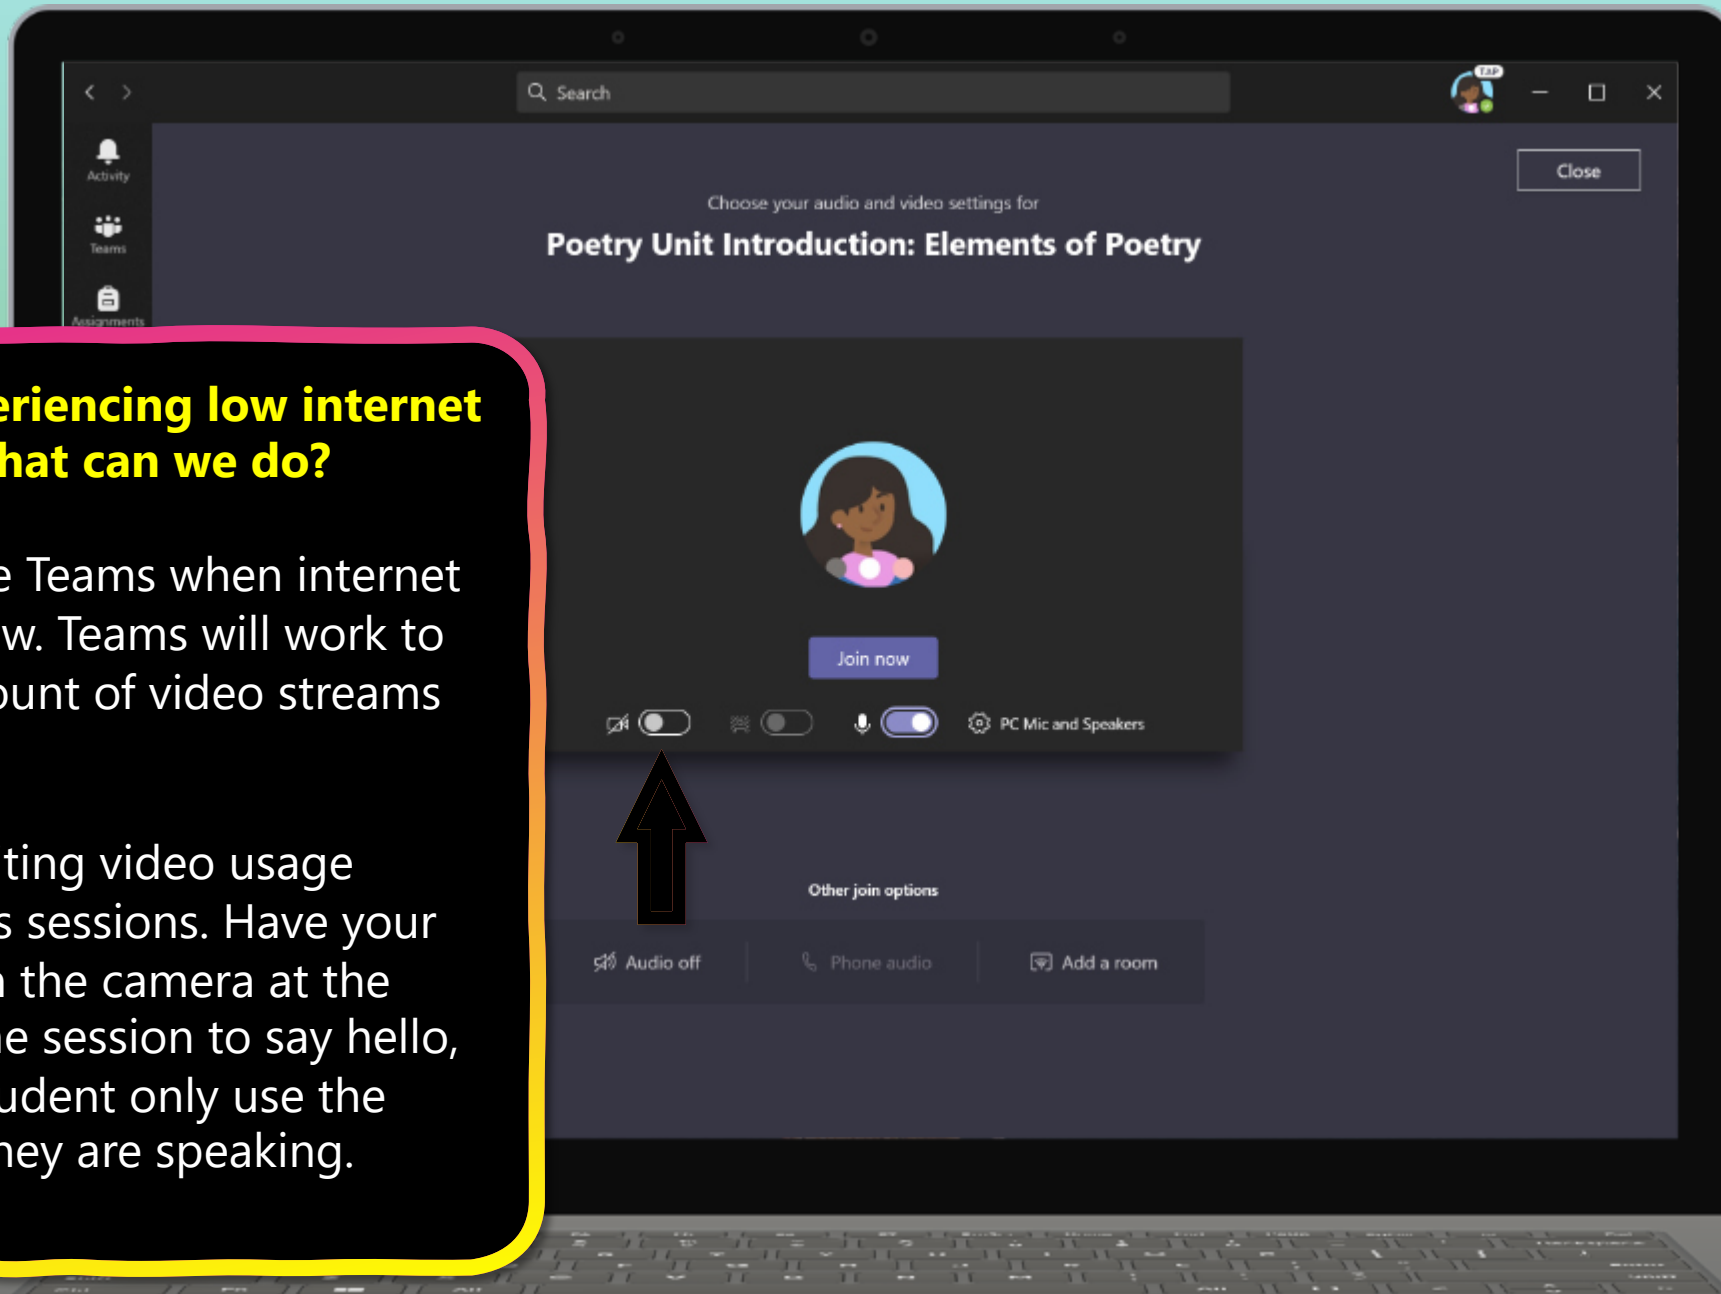 Search
TAP
Activity
Teams
Assignments
Close
Choose your audio and video settings for
Poetry Unit Introduction: Elements of Poetry
eriencing low internet
hat can we do?
e Teams when internet
w. Teams will work to
ount of video streams
ting video usage
s sessions. Have your
n the camera at the
ne session to say hello,
udent only use the
hey are speaking.
Join now
PC Mic and Speakers
Other join options
Audio off
Phone audio
Add a room